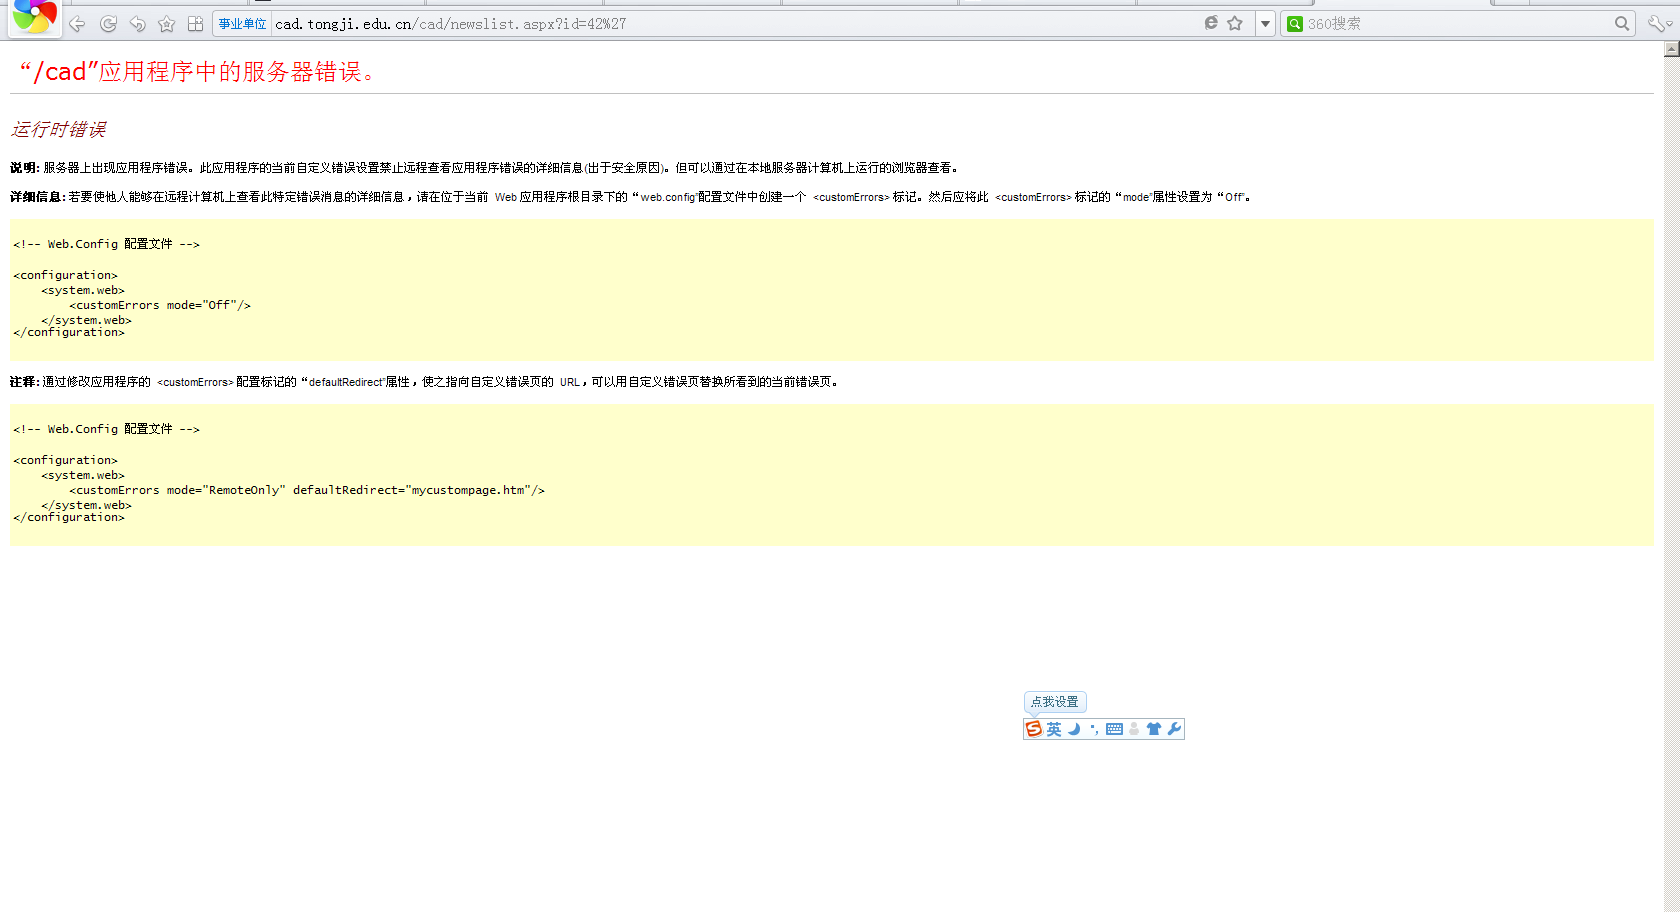 事业单位 cad.tongji.edu.cn/cad/newslist.aspx?id=42%27 360搜索
“/cad”应用程序中的服务器错误。
运行时错误
说明: 服务器上出现应用程序错误。此应用程序的当前自定义错误设置禁止远程查看应用程序错误的详细信息(出于安全原因)。但可以通过在本地服务器计算机上运行的浏览器查看。
详细信息: 若要使他人能够在远程计算机上查看此特定错误消息的详细信息，请在位于当前 Web 应用程序根目录下的“web.config”配置文件中创建一个 <customErrors> 标记。然后应将此 <customErrors> 标记的“mode”属性设置为“Off”。
<!-- Web.Config 配置文件 -->
<configuration>
    <system.web>
        <customErrors mode="Off"/>
    </system.web>
</configuration>
注释: 通过修改应用程序的 <customErrors> 配置标记的“defaultRedirect”属性，使之指向自定义错误页的 URL，可以用自定义错误页替换所看到的当前错误页。
<!-- Web.Config 配置文件 -->
<configuration>
    <system.web>
        <customErrors mode="RemoteOnly" defaultRedirect="mycustompage.htm"/>
    </system.web>
</configuration>
点我设置
英